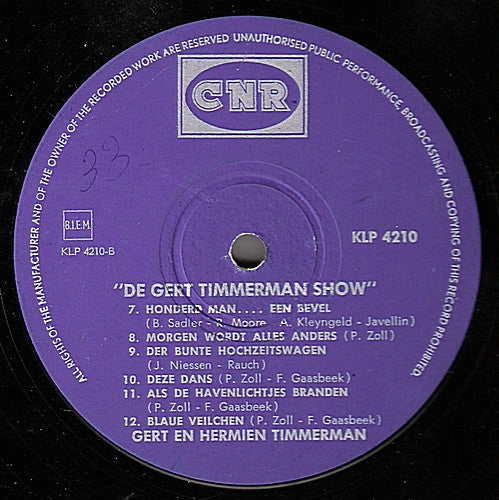 ALL RIGHTS OF THE MANUFACTURER AND OF THE OWNER OF THE RECORDED WORK ARE RESERVED UNAUTHORISED PUBLIC PERFORMANCE, BROADCASTING AND COPYING OF THIS RECORD PROHIBITED.
CNR
33
B.I.E.M.
KLP 4210-B
KLP 4210
"DE GERT TIMMERMAN SHOW"
7. HONDERD MAN.... EEN BEVEL
(B. Sadler - R. Moore - A. Kleyngeld - Javellin)
8. MORGEN WORDT ALLES ANDERS (P. Zoll)
9. DER BUNTE HOCHZEITSWAGEN
(J. Niessen - Rauch)
10. DEZE DANS (P. Zoll - F. Gaasbeek)
11. ALS DE HAVENLICHTJES BRANDEN
(P. Zoll - F. Gaasbeek)
12. BLAUE VEILCHEN (P. Zoll - F. Gaasbeek)
GERT EN HERMIEN TIMMERMAN